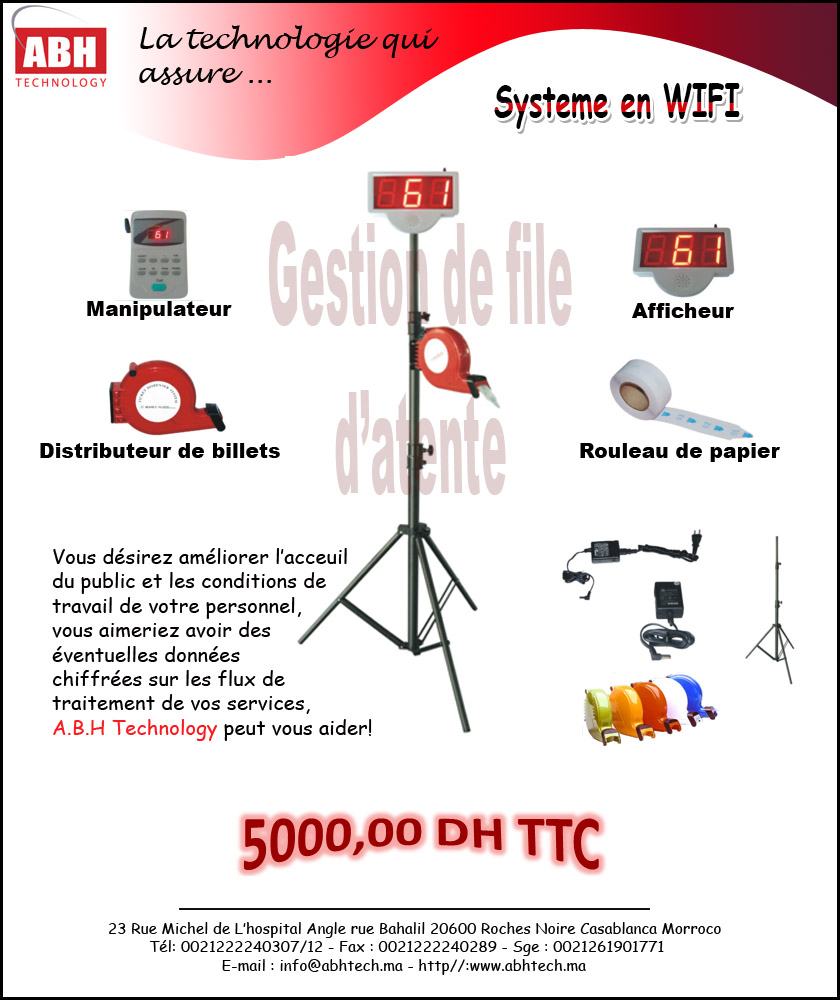 ABH
TECHNOLOGY
La technologie qui
assure ...
Systeme en WIFI
61
Gestion de file
d'atente
61
Manipulateur
61
Afficheur
Distributeur de billets
Rouleau de papier
Vous désirez améliorer l'acceuil
du public et les conditions de
travail de votre personnel,
vous aimeriez avoir des
éventuelles données
chiffrées sur les flux de
traitement de vos services,
A.B.H Technology peut vous aider!
5000,00 DH TTC
23 Rue Michel de L'hospital Angle rue Bahalil 20600 Roches Noire Casablanca Morroco
Tél: 0021222240307/12 - Fax : 0021222240289 - Sge : 0021261901771
E-mail : info@abhtech.ma - http//:www.abhtech.ma